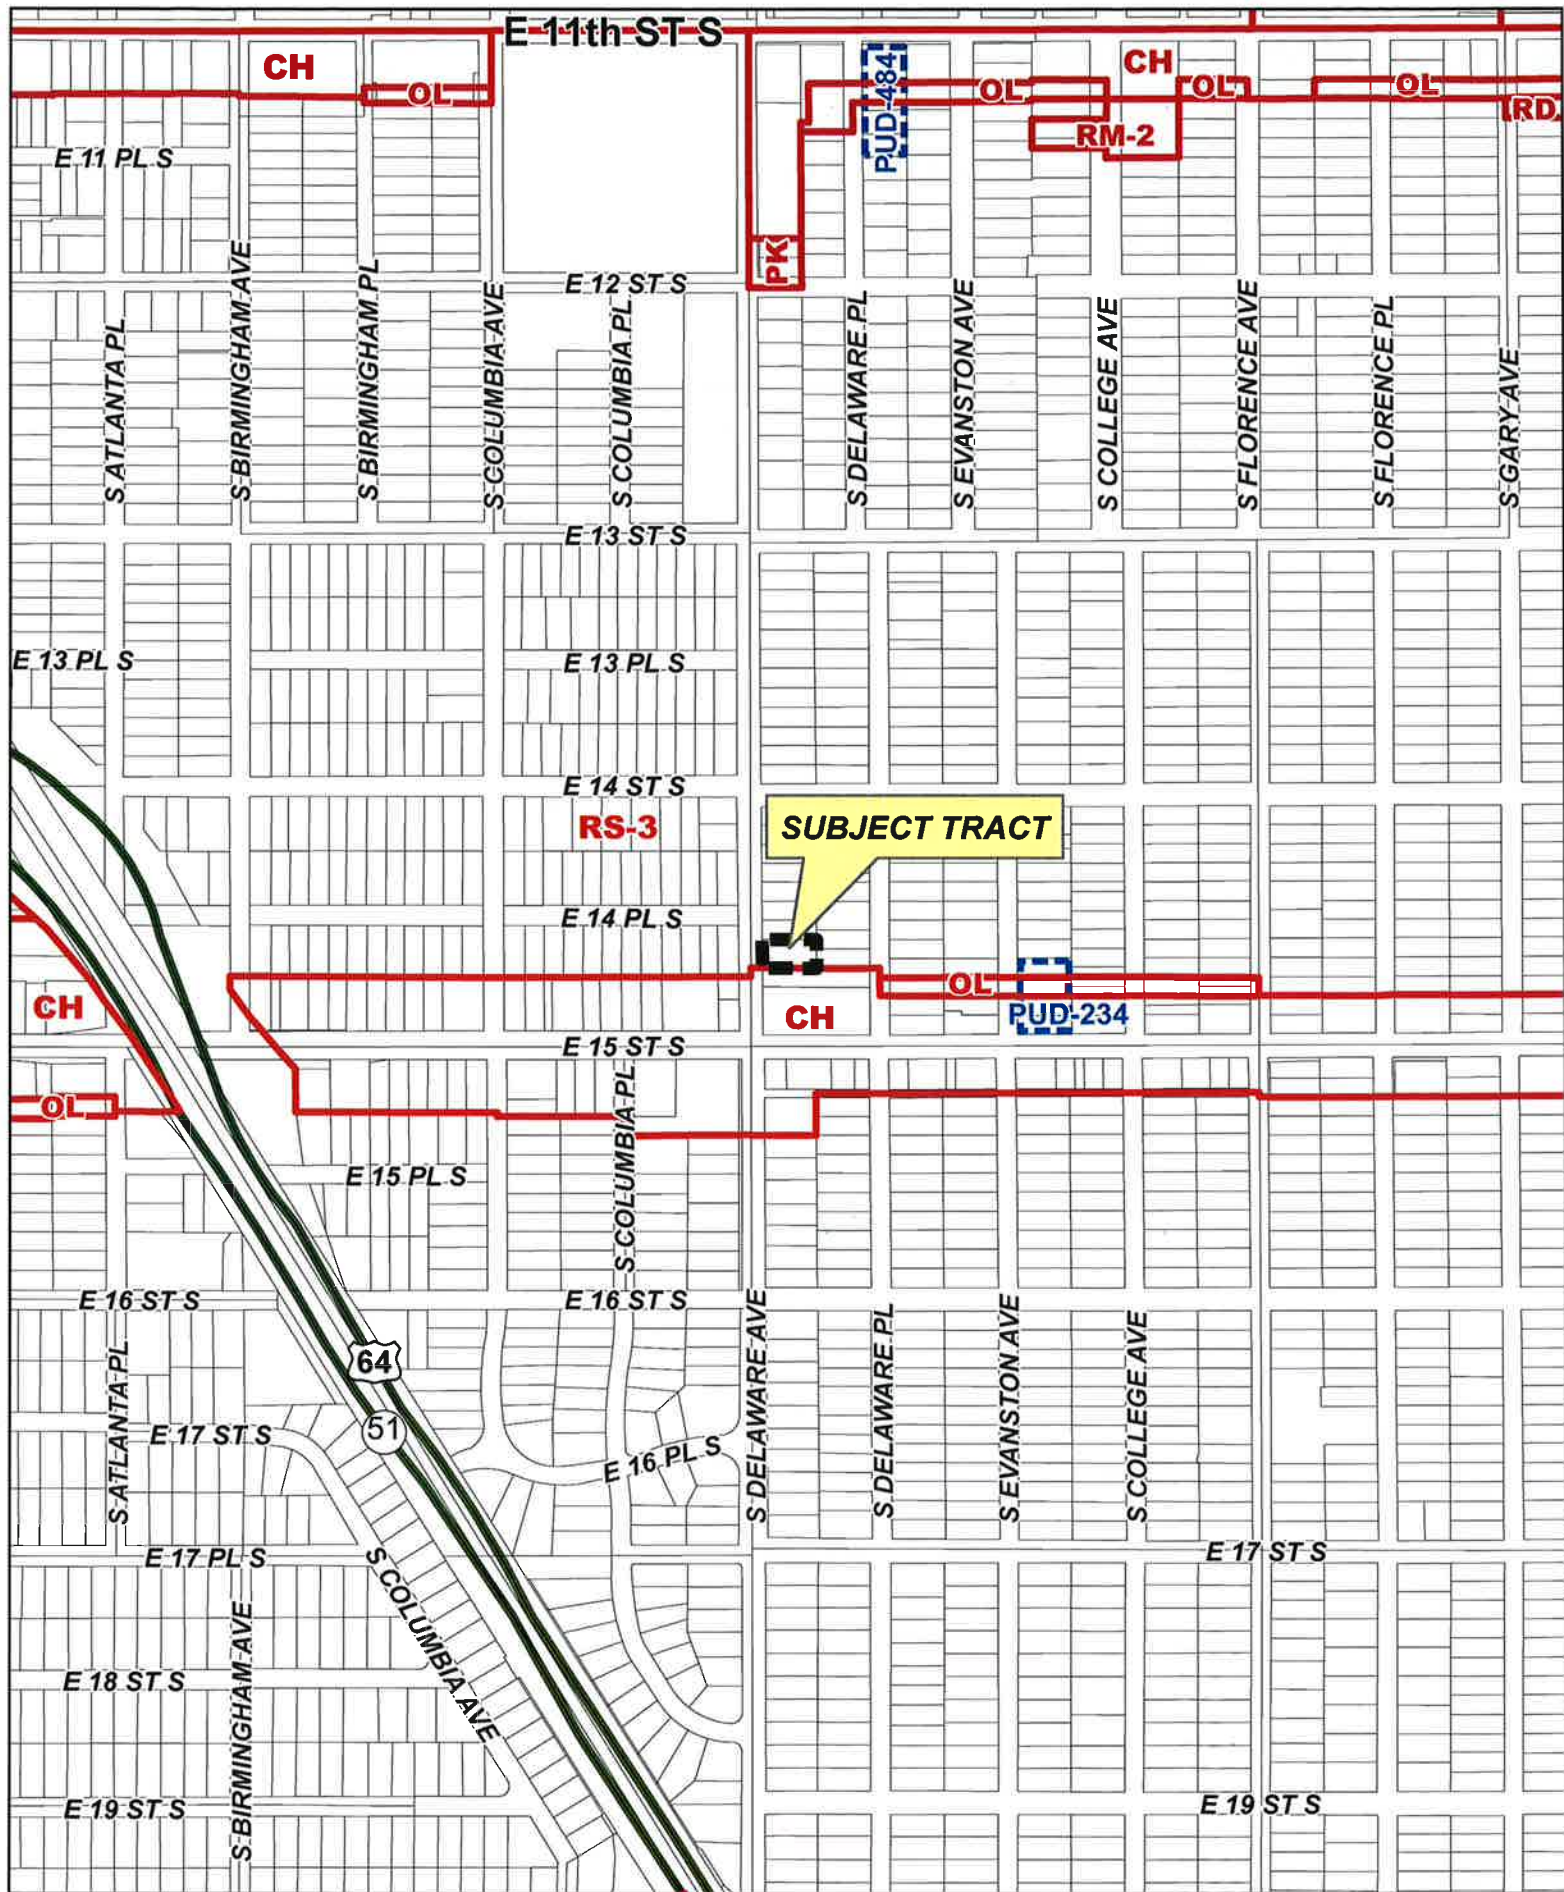 E 11th ST S
CH
OL
PUD-484
OL
CH
OL
OL
RD
RM-2
E 11 PL S
PK
E 12 ST S
S ATLANTA PL
S BIRMINGHAM AVE
S BIRMINGHAM PL
S COLUMBIA AVE
S COLUMBIA PL
S DELAWARE PL
S EVANSTON AVE
S COLLEGE AVE
S FLORENCE AVE
S FLORENCE PL
S GARY AVE
E 13 ST S
E 13 PL S
E 13 PL S
E 14 ST S
RS-3
SUBJECT TRACT
E 14 PL S
CH
CH
OL
PUD-234
E 15 ST S
OL
S COLUMBIA PL
E 15 PL S
E 16 ST S
E 16 ST S
S ATLANTA PL
64
51
S DELAWARE AVE
S DELAWARE PL
S EVANSTON AVE
S COLLEGE AVE
E 17 ST S
E 16 PL S
E 17 PL S
E 17 ST S
S COLUMBIA AVE
S BIRMINGHAM AVE
E 18 ST S
E 19 ST S
E 19 ST S